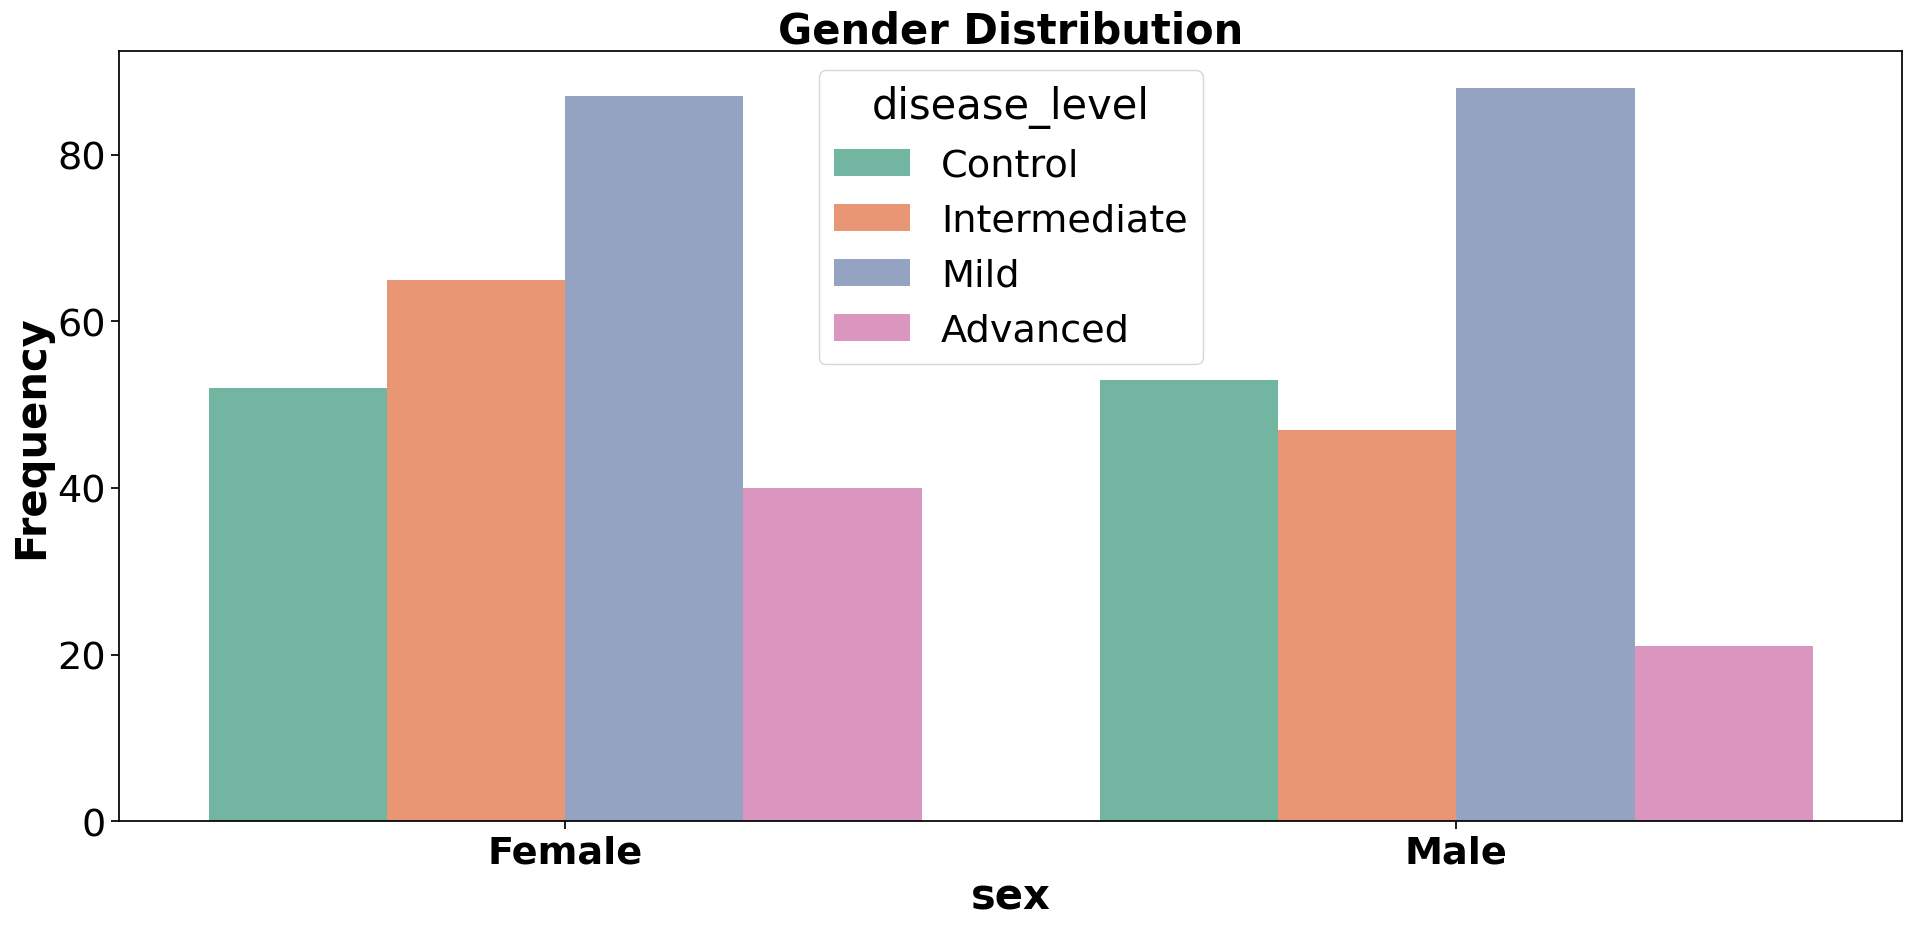 Gender Distribution
disease_level
Control
Intermediate
Mild
Advanced
Frequency
80
60
40
20
0
Female Male
sex